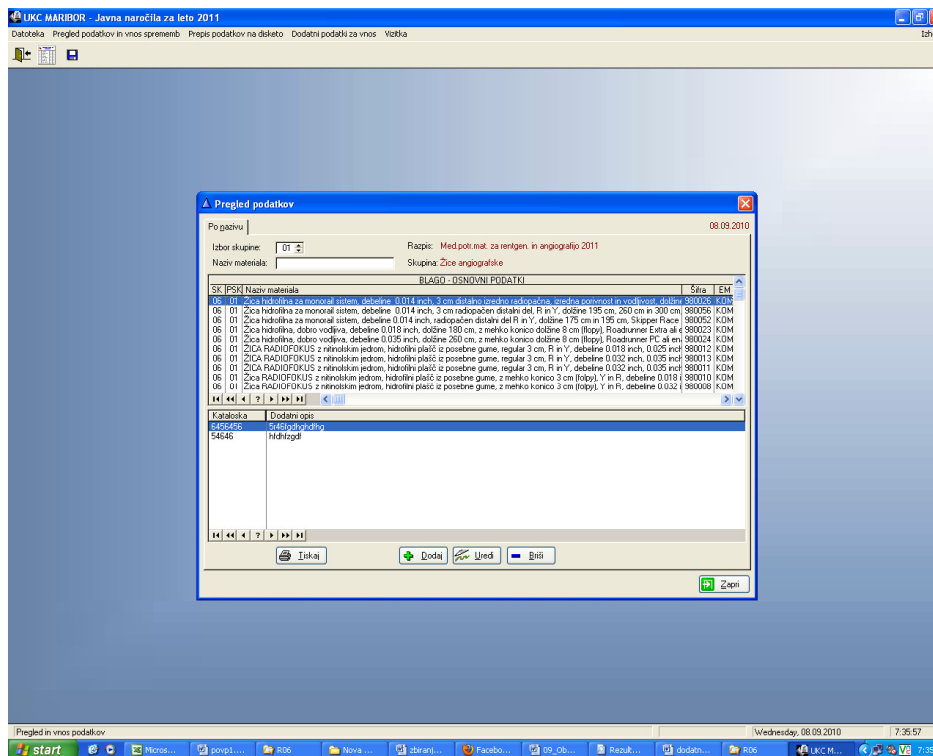 UKC MARIBOR - Javna naročila za leto 2011
Datoteka Pregled podatkov in vnos sprememb Prepis podatkov na disketo Dodatni podatki za vnos Vizitka Izh
Pregled podatkov
Po nazivu 08.09.2010
Izbor skupine: 01 Razpis: Med.potr.mat. za rentgen. in angiografijo 2011
Naziv materiala: Skupina: Žice angiografske
BLAGO - OSNOVNI PODATKI
SK PSK Naziv materiala Šifra EM
06 01 Žica hidrofilna za monorail sistem, debeline 0.014 inch, 3 cm distalno izredno radiopačna, izredna porivnost in vodljivost, dolžine 980026 KOM
06 01 Žica hidrofilna za monorail sistem, debeline 0.014 inch, 3 cm radiopačen distalni del, R in Y, dolžine 195 cm, 260 cm in 300 cm 980056 KOM
06 01 Žica hidrofilna za monorail sistem, debeline 0.014 inch, radiopačen distalni del R in Y, dolžine 175 cm in 195 cm, Skipper Race 980052 KOM
06 01 Žica hidrofilna, dobro vodljiva, debeline 0.018 inch, dolžine 180 cm, z mehko konico dolžine 8 cm (flopy), Roadrunner Extra ali e 980023 KOM
06 01 Žica hidrofilna, dobro vodljiva, debeline 0.035 inch, dolžine 260 cm, z mehko konico dolžine 8 cm (flopy), Roadrunner PC ali en 980024 KOM
06 01 ŽICA RADIOFOKUS z nitinolskim jedrom, hidrofilni plašč iz posebne gume, regular 3 cm, R in Y, debeline 0.018 inch, 0.025 inch 980012 KOM
06 01 ŽICA RADIOFOKUS z nitinolskim jedrom, hidrofilni plašč iz posebne gume, regular 3 cm, R in Y, debeline 0.032 inch, 0.035 inch 980013 KOM
06 01 ŽICA RADIOFOKUS z nitinolskim jedrom, hidrofilni plašč iz posebne gume, regular 3 cm, R in Y, debeline 0.032 inch, 0.035 inch 980011 KOM
06 01 Žica RADIOFOKUS z nitinolskim jedrom, hidrofilni plašč iz posebne gume, z mehko konico 3 cm (folpy), Y in R, debeline 0.018 i 980010 KOM
06 01 Žica RADIOFOKUS z nitinolskim jedrom, hidrofilni plašč iz posebne gume, z mehko konico 3 cm (folpy), Y in R, debeline 0.032 i 980008 KOM
Kataloska Dodatni opis
6456456 5r46fgdhghdfhg
54646 hfdhfzgdf
Tiskaj Dodaj Uredi Briši
Zapri
Pregled in vnos podatkov Wednesday, 08.09.2010 7:35:57
start Micros... povp1.... R06 Nova ... zbiranj... Facebo... 09_Ob... Rezult... dodatn... R06 UKC M... 7:35